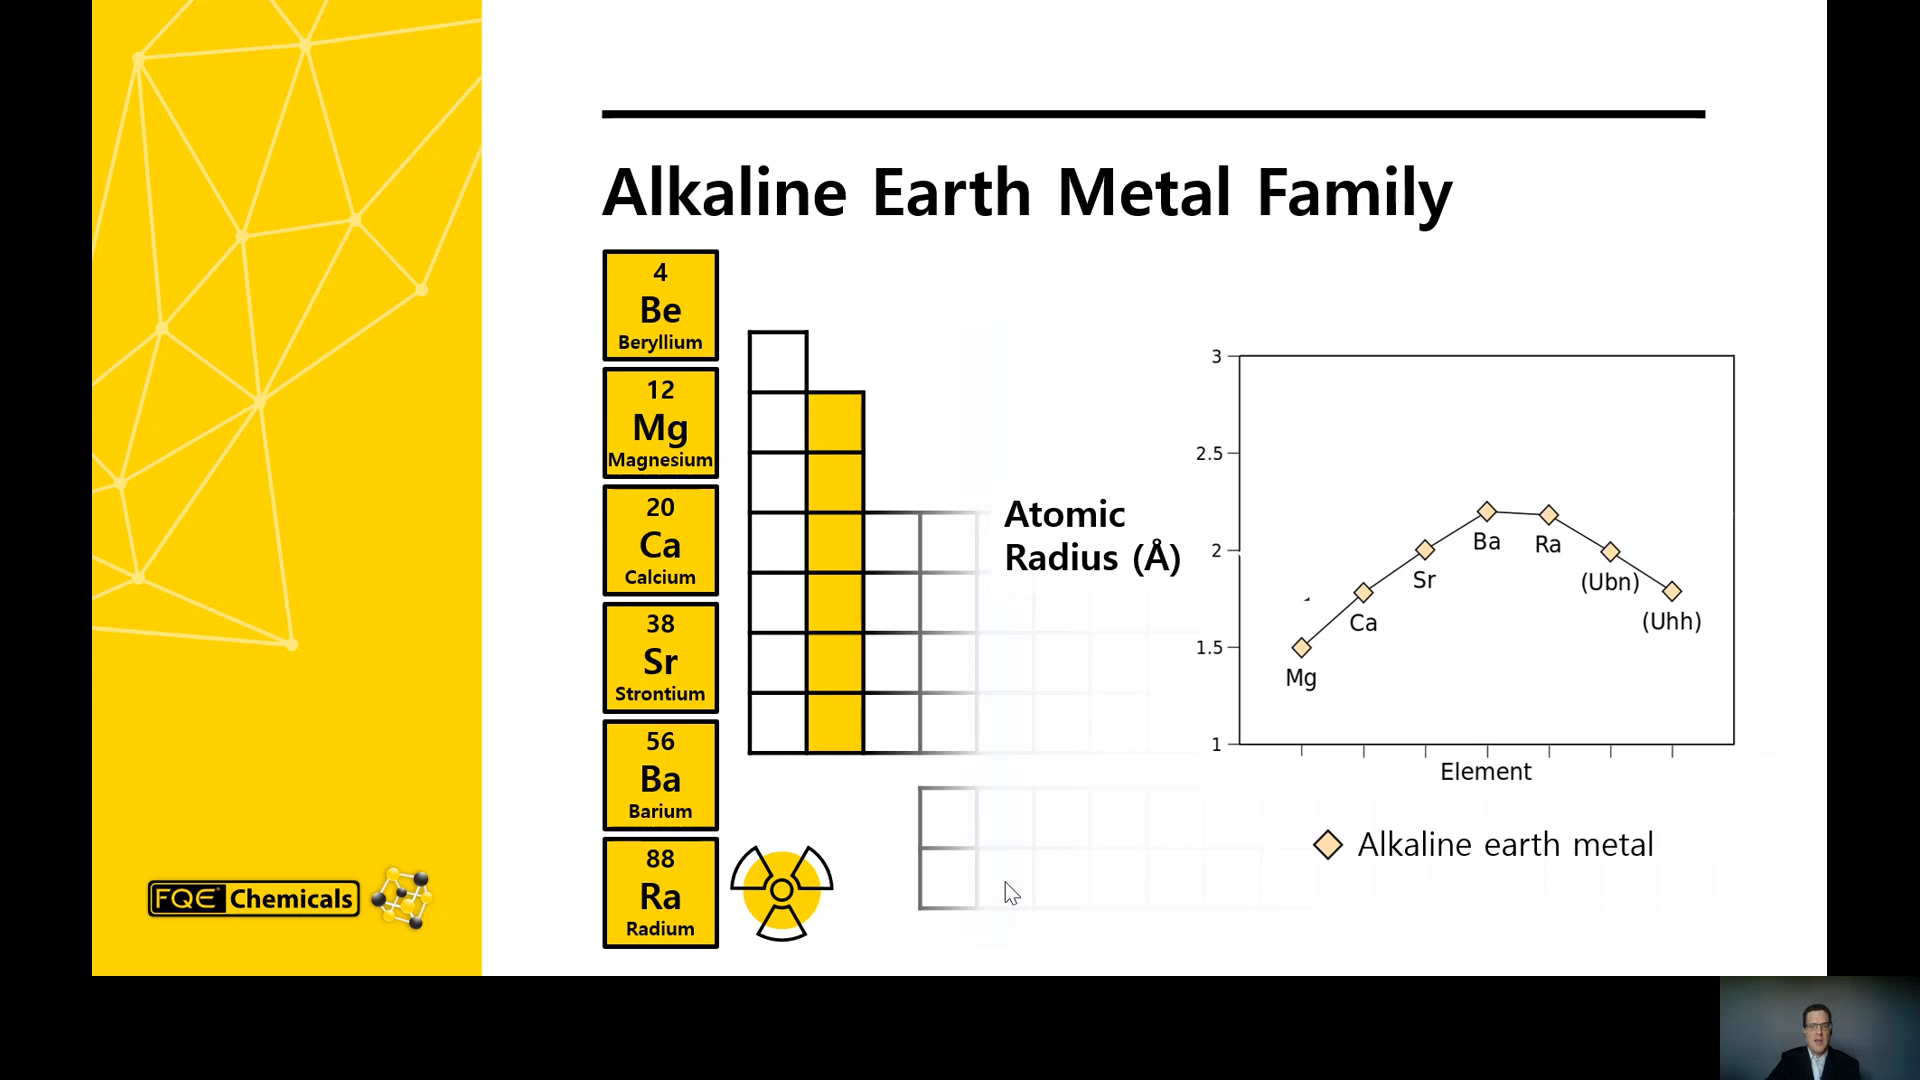 Alkaline Earth Metal Family
4
Be
Beryllium
12
Mg
Magnesium
20
Ca
Calcium
38
Sr
Strontium
56
Ba
Barium
88
Ra
Radium
Atomic
Radius (Å)
3
2.5
2
1.5
1
Mg
Ca
Sr
Ba
Ra
(Ubn)
(Uhh)
Element
Alkaline earth metal
FQE Chemicals